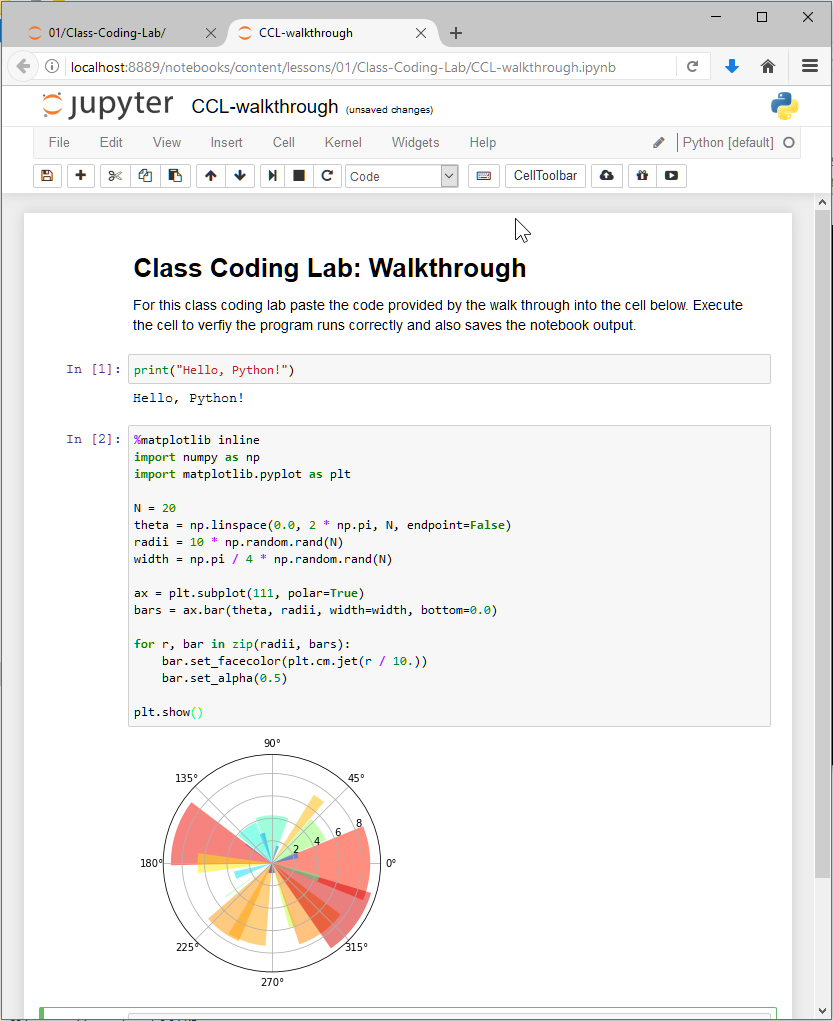 01/Class-Coding-Lab/
CCL-walkthrough
localhost:8889/notebooks/content/lessons/01/Class-Coding-Lab/CCL-walkthrough.ipynb
jupyter CCL-walkthrough (unsaved changes)
File Edit View Insert Cell Kernel Widgets Help Python [default]
Code CellToolbar
Class Coding Lab: Walkthrough
For this class coding lab paste the code provided by the walk through into the cell below. Execute
the cell to verfiy the program runs correctly and also saves the notebook output.
In [1]: print("Hello, Python!")
Hello, Python!
In [2]: %matplotlib inline
import numpy as np
import matplotlib.pyplot as plt
N = 20
theta = np.linspace(0.0, 2 * np.pi, N, endpoint=False)
radii = 10 * np.random.rand(N)
width = np.pi / 4 * np.random.rand(N)
ax = plt.subplot(111, polar=True)
bars = ax.bar(theta, radii, width=width, bottom=0.0)
for r, bar in zip(radii, bars):
    bar.set_facecolor(plt.cm.jet(r / 10.))
    bar.set_alpha(0.5)
plt.show()
90°
135° 45°
8
6
4
2
180° 0°
225° 315°
270°